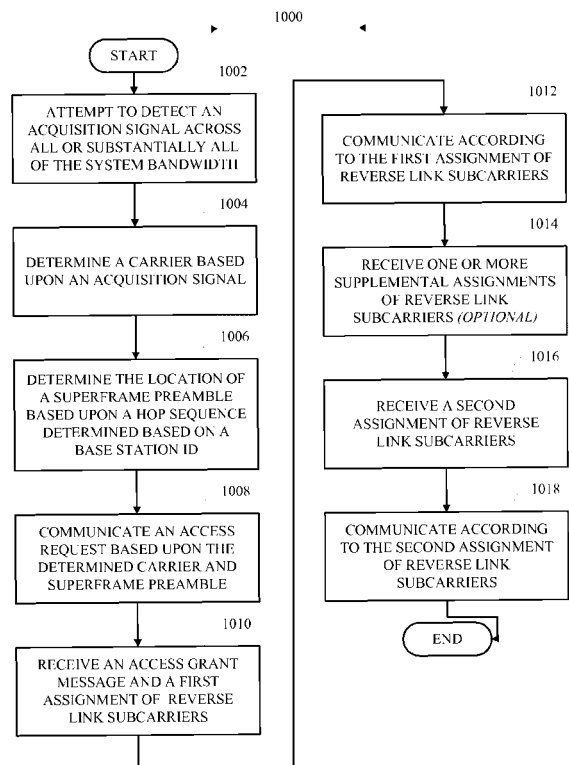 1000
START
1002
ATTEMPT TO DETECT AN
ACQUISITION SIGNAL ACROSS
ALL OR SUBSTANTIALLY ALL
OF THE SYSTEM BANDWIDTH
1004
DETERMINE A CARRIER BASED
UPON AN ACQUISITION SIGNAL
1006
DETERMINE THE LOCATION OF
A SUPERFRAME PREAMBLE
BASED UPON A HOP SEQUENCE
DETERMINED BASED ON A
BASE STATION ID
1008
COMMUNICATE AN ACCESS
REQUEST BASED UPON THE
DETERMINED CARRIER AND
SUPERFRAME PREAMBLE
1010
RECEIVE AN ACCESS GRANT
MESSAGE AND A FIRST
ASSIGNMENT OF REVERSE
LINK SUBCARRIERS
1012
COMMUNICATE ACCORDING
TO THE FIRST ASSIGNMENT OF
REVERSE LINK SUBCARRIERS
1014
RECEIVE ONE OR MORE
SUPPLEMENTAL ASSIGNMENTS
OF REVERSE LINK
SUBCARRIERS (OPTIONAL)
1016
RECEIVE A SECOND
ASSIGNMENT OF REVERSE
LINK SUBCARRIERS
1018
COMMUNICATE ACCORDING
TO THE SECOND ASSIGNMENT
OF REVERSE LINK
SUBCARRIERS
END